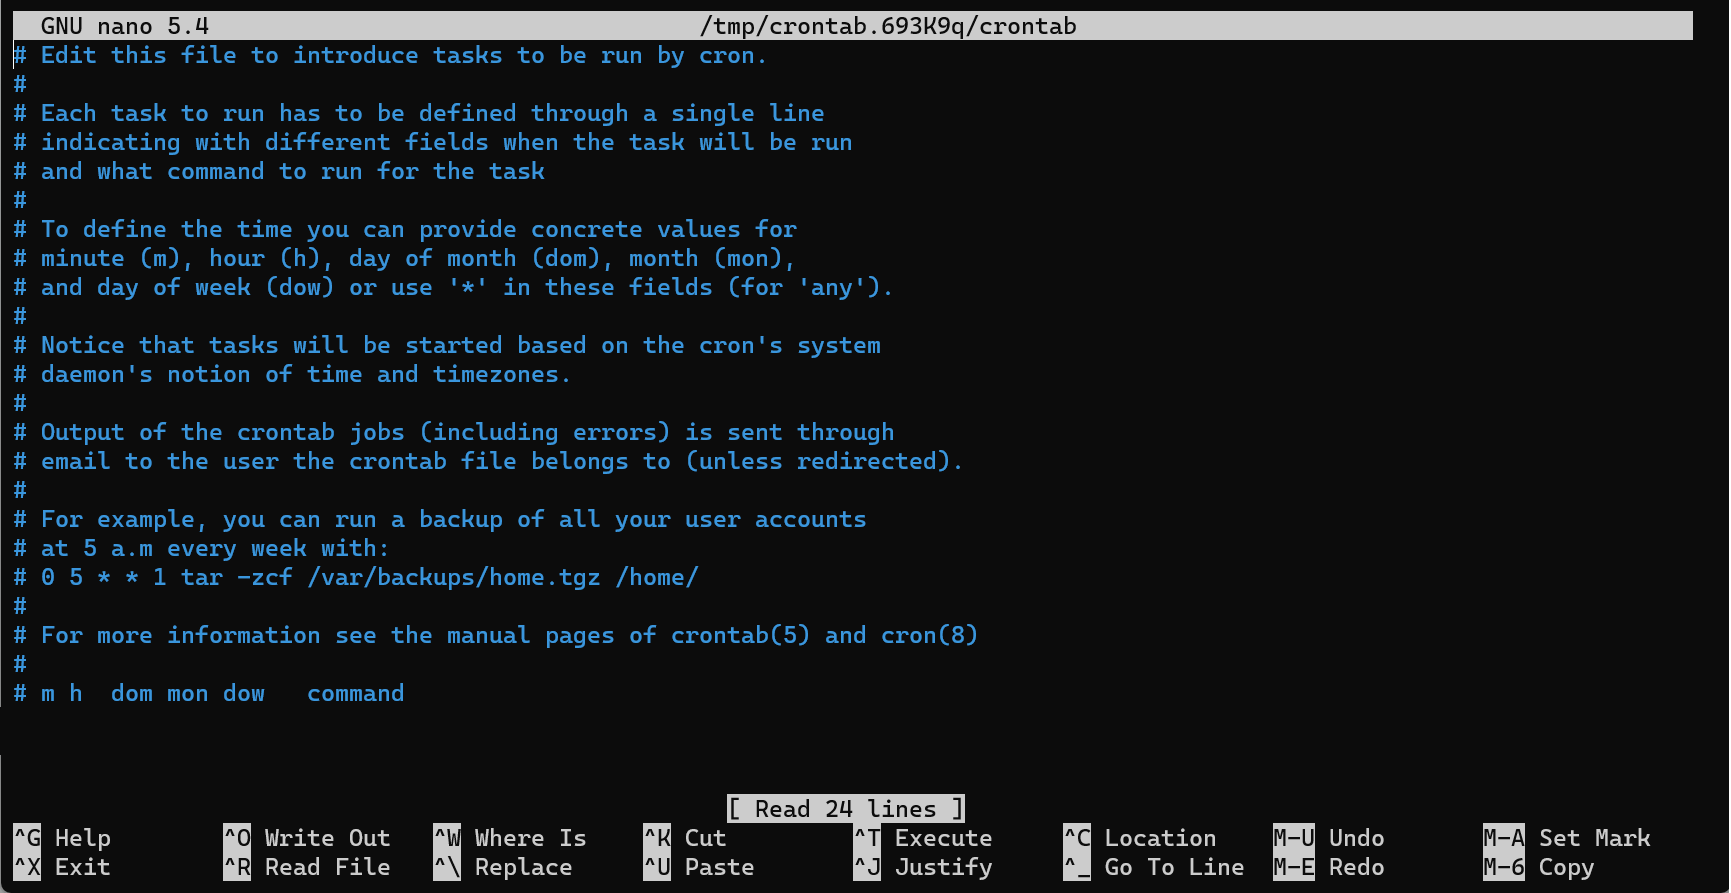 GNU nano 5.4 /tmp/crontab.693K9q/crontab
# Edit this file to introduce tasks to be run by cron.
#
# Each task to run has to be defined through a single line
# indicating with different fields when the task will be run
# and what command to run for the task
#
# To define the time you can provide concrete values for
# minute (m), hour (h), day of month (dom), month (mon),
# and day of week (dow) or use '*' in these fields (for 'any').
#
# Notice that tasks will be started based on the cron's system
# daemon's notion of time and timezones.
#
# Output of the crontab jobs (including errors) is sent through
# email to the user the crontab file belongs to (unless redirected).
#
# For example, you can run a backup of all your user accounts
# at 5 a.m every week with:
# 0 5 * * 1 tar -zcf /var/backups/home.tgz /home/
#
# For more information see the manual pages of crontab(5) and cron(8)
#
# m h  dom mon dow   command
[ Read 24 lines ]
^G Help ^O Write Out ^W Where Is ^K Cut ^T Execute ^C Location M-U Undo M-A Set Mark
^X Exit ^R Read File ^\ Replace ^U Paste ^J Justify ^_ Go To Line M-E Redo M-6 Copy